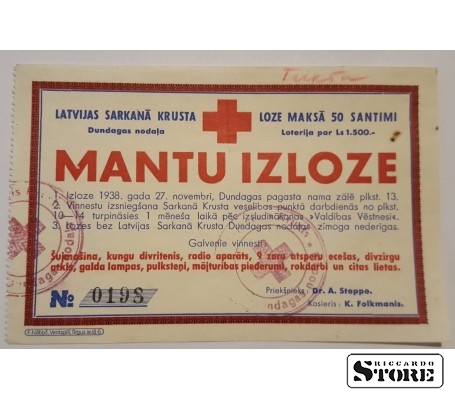 LATVIJAS SARKANĀ KRUSTA
Dundagas nodaļa
LOZE MAKSĀ 50 SANTIMI
Loterija par Ls 1.500.-
MANTU IZLOZE
1. Izloze 1938. gada 27. novembrī, Dundagas pagasta nama zālē plkst. 13.
2. Vinnestu izsniegšana Sarkanā Krusta veselības punktā darbdienās no plkst.
10—14 turpināsies 1 mēneša laikā pēc izsludināšanas »Valdības Vēstnesī«
3. Lozes bez Latvijas Sarkanā Krusta Dundagas nodaļas zīmoga nederīgas.
Galvenie vinnesti:
Šujmašīna, kungu divritenis, radio aparāts, 9 zaru atsperu ecešas, divzirgu
arkls, galda lampas, pulksteņi, mājturības piederumi, rokdarbi un citas lietas.
№ 0198
Priekšnieks: Dr. A. Steppe.
Kasieris: K. Folkmanis.
Ventspilī,
RICCARDO
STORE